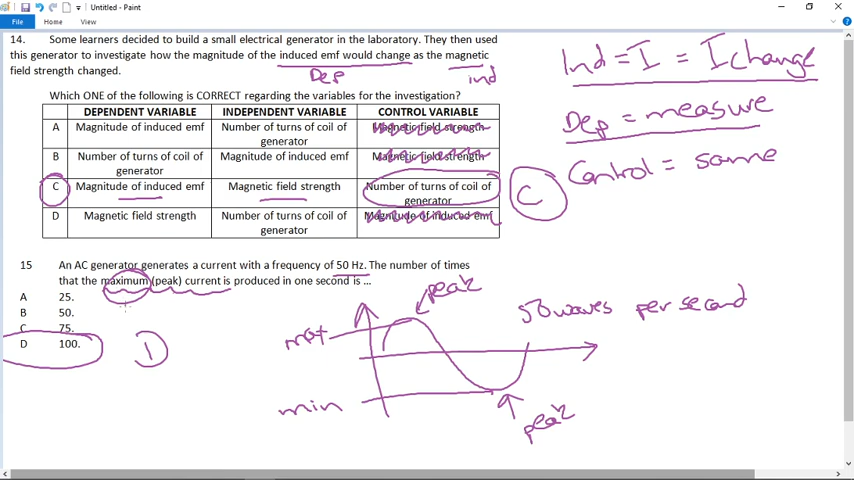 Untitled - Paint
File Home View
14. Some learners decided to build a small electrical generator in the laboratory. They then used
this generator to investigate how the magnitude of the induced emf would change as the magnetic
field strength changed.
Dep ind
Ind = I = I change
Dep = measure
Control = same
Which ONE of the following is CORRECT regarding the variables for the investigation?
DEPENDENT VARIABLE INDEPENDENT VARIABLE CONTROL VARIABLE
A Magnitude of induced emf Number of turns of coil of generator Magnetic field strength
B Number of turns of coil of generator Magnitude of induced emf Magnetic field strength
C Magnitude of induced emf Magnetic field strength Number of turns of coil of generator
D Magnetic field strength Number of turns of coil of generator Magnitude of induced emf
C
15 An AC generator generates a current with a frequency of 50 Hz. The number of times
that the maximum (peak) current is produced in one second is ...
A 25.
B 50.
C 75.
D 100.
D
peak
50 waves per second
max
min
peak